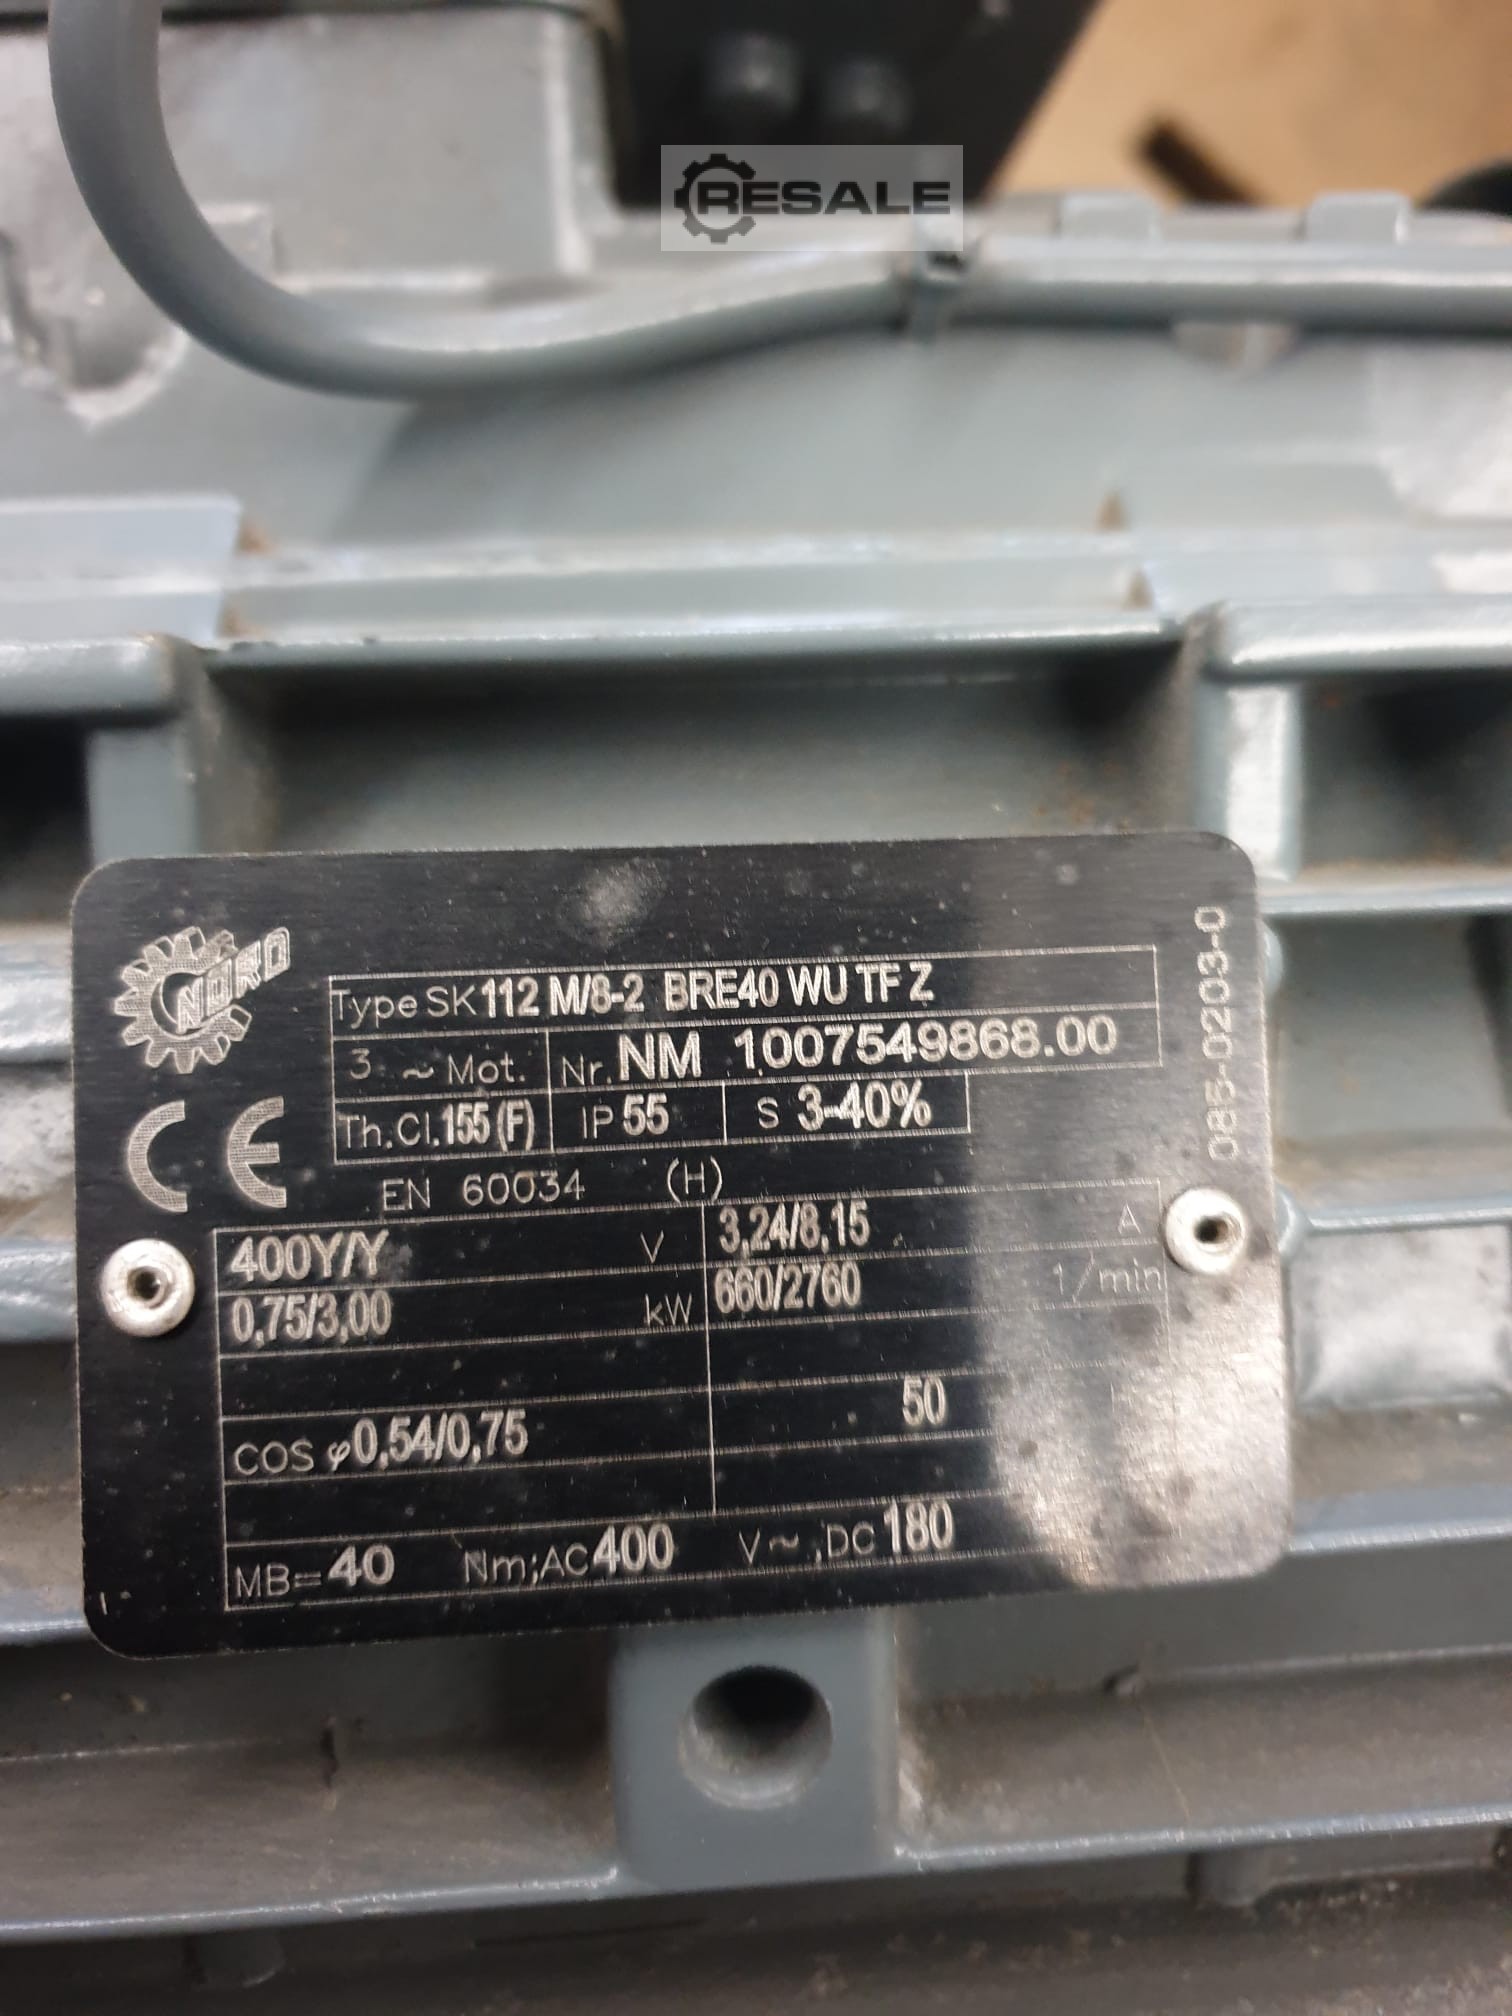 RESALE
NORD
Type SK 112 M/8-2 BRE40 WU TF Z
3 ~ Mot. Nr. NM 1007549868.00
Th.Cl. 155 (F) IP 55 S 3-40%
EN 60034 (H)
400Y/Y V 3,24/8,15 A
0,75/3,00 kW 660/2760 1/min
50
cos φ 0,54/0,75
MB=40 Nm;AC 400 V~,DC 180
085-0203-0
CE